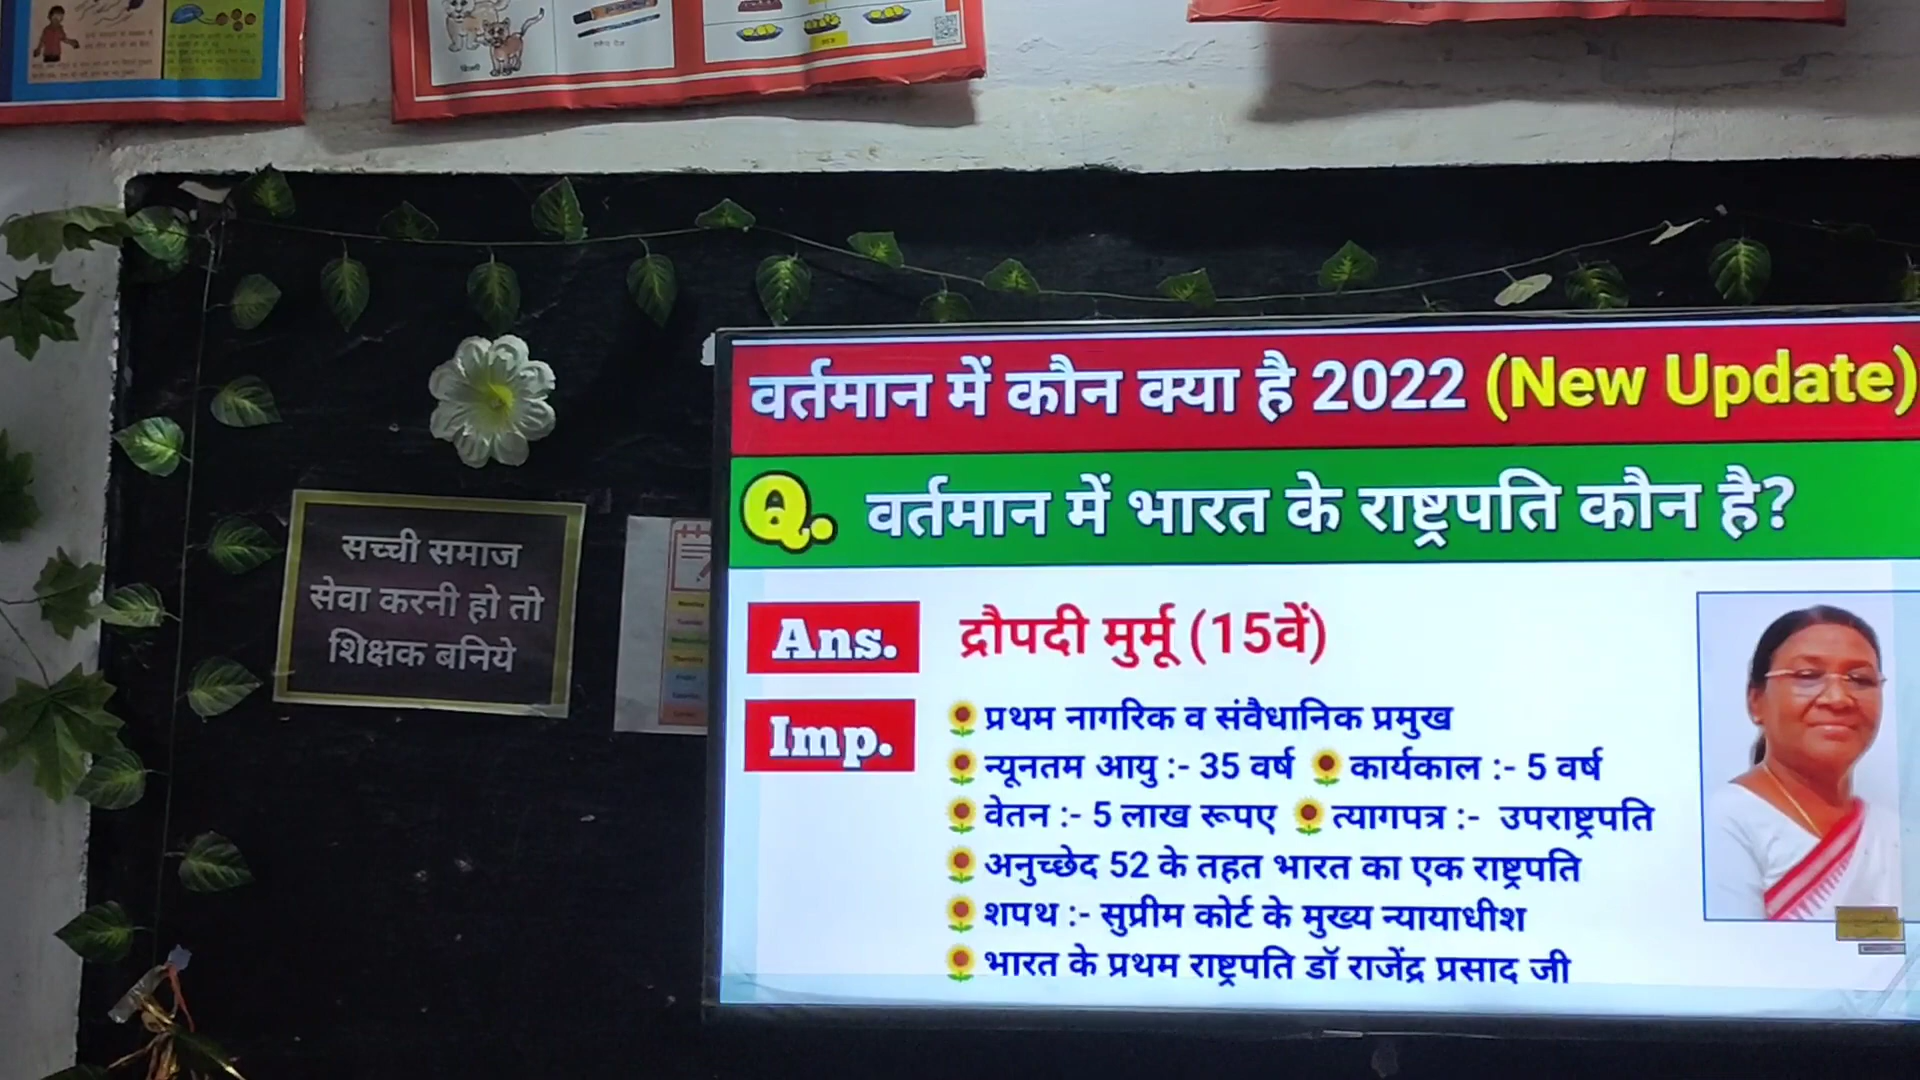 बिल्ली
सच्ची समाज
सेवा करनी हो तो
शिक्षक बनिये
वर्तमान में कौन क्या है 2022 (New Update)
Q. वर्तमान में भारत के राष्ट्रपति कौन है?
Ans. द्रौपदी मुर्मू (15वें)
Imp. प्रथम नागरिक व संवैधानिक प्रमुख
न्यूनतम आयु :- 35 वर्ष कार्यकाल :- 5 वर्ष
वेतन :- 5 लाख रूपए त्यागपत्र :- उपराष्ट्रपति
अनुच्छेद 52 के तहत भारत का एक राष्ट्रपति
शपथ :- सुप्रीम कोर्ट के मुख्य न्यायाधीश
भारत के प्रथम राष्ट्रपति डॉ राजेंद्र प्रसाद जी